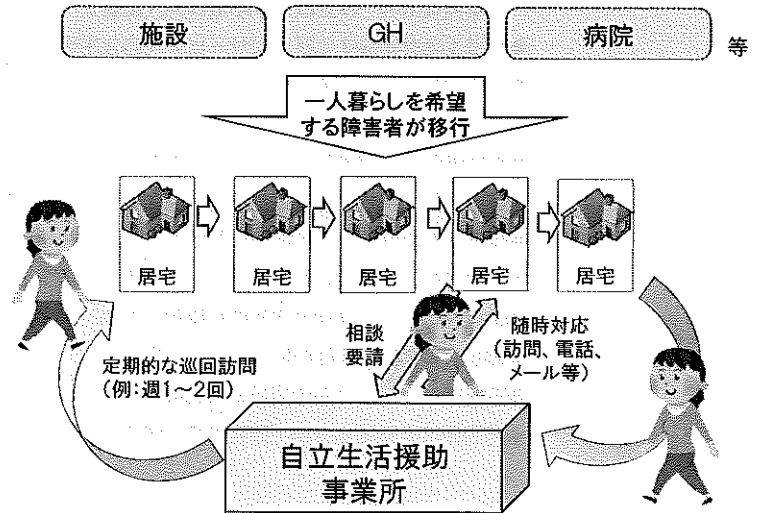 施設
GH
病院
等
一人暮らしを希望
する障害者が移行
居宅
居宅
居宅
居宅
居宅
定期的な巡回訪問
(例:週1～2回)
相談
要請
随時対応
(訪問、電話、
メール等)
自立生活援助
事業所